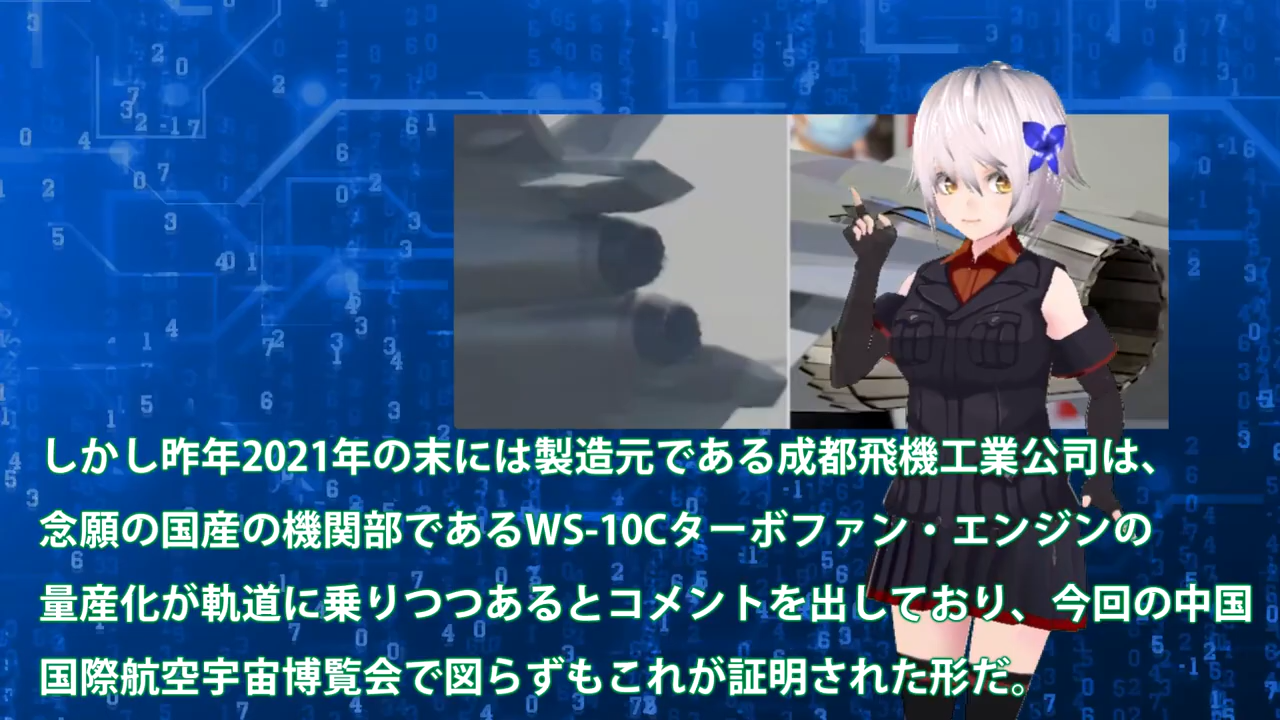 しかし昨年2021年の末には製造元である成都飛機工業公司は、
念願の国産の機関部であるWS-10Cターボファン・エンジンの
量産化が軌道に乗りつつあるとコメントを出しており、今回の中国
国際航空宇宙博覧会で図らずもこれが証明された形だ。